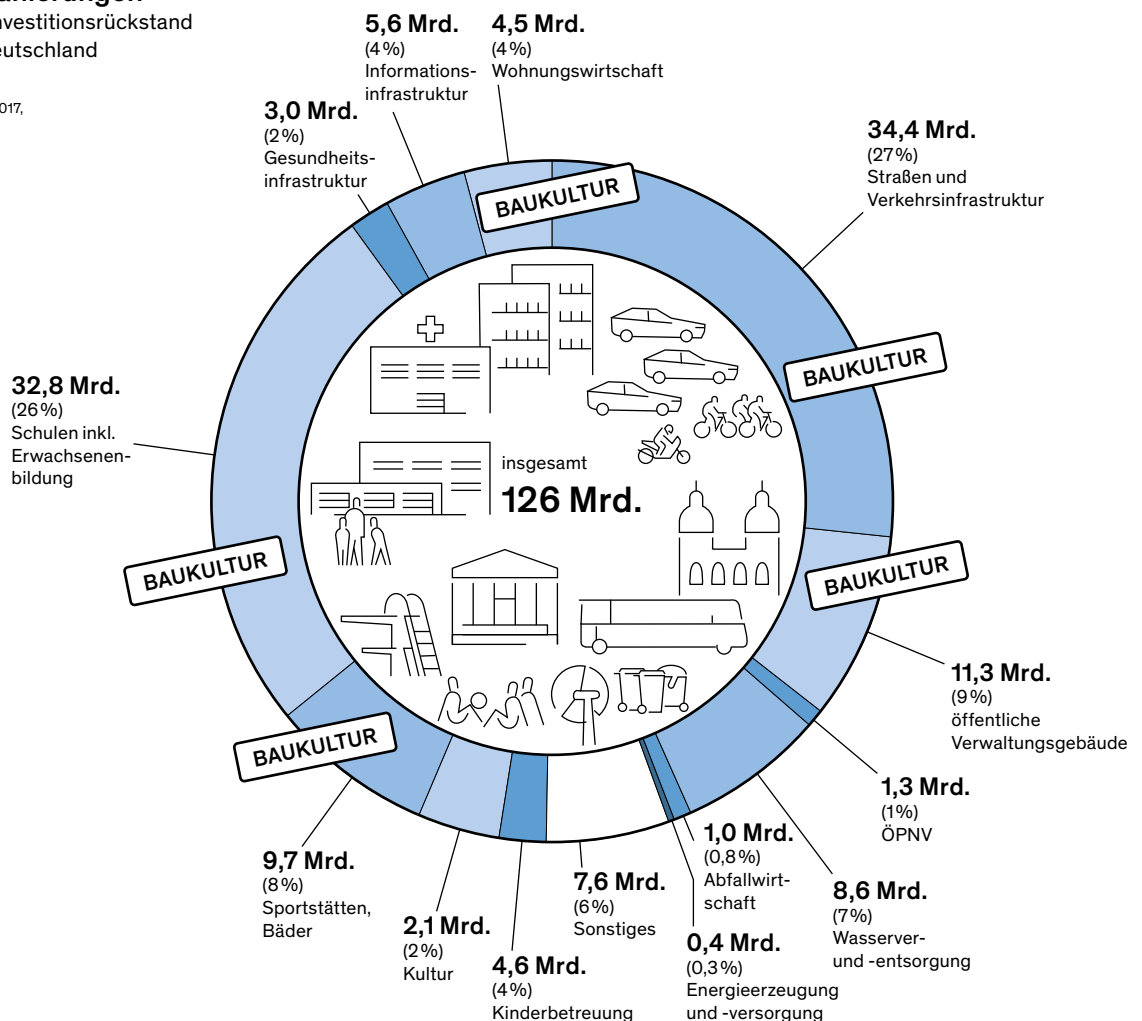 nvestitionsrückstand
eutschland
017,
5,6 Mrd.
(4%)
Informations-
infrastruktur
4,5 Mrd.
(4%)
Wohnungswirtschaft
3,0 Mrd.
(2%)
Gesundheits-
infrastruktur
34,4 Mrd.
(27%)
Straßen und
Verkehrsinfrastruktur
BAUKULTUR
BAUKULTUR
32,8 Mrd.
(26%)
Schulen inkl.
Erwachsenen-
bildung
insgesamt
126 Mrd.
BAUKULTUR
BAUKULTUR
11,3 Mrd.
(9%)
öffentliche
Verwaltungsgebäude
BAUKULTUR
1,3 Mrd.
(1%)
ÖPNV
9,7 Mrd.
(8%)
Sportstätten,
Bäder
2,1 Mrd.
(2%)
Kultur
4,6 Mrd.
(4%)
Kinderbetreuung
7,6 Mrd.
(6%)
Sonstiges
1,0 Mrd.
(0,8%)
Abfallwirt-
schaft
0,4 Mrd.
(0,3%)
Energieerzeugung
und -versorgung
8,6 Mrd.
(7%)
Wasserver-
und -entsorgung